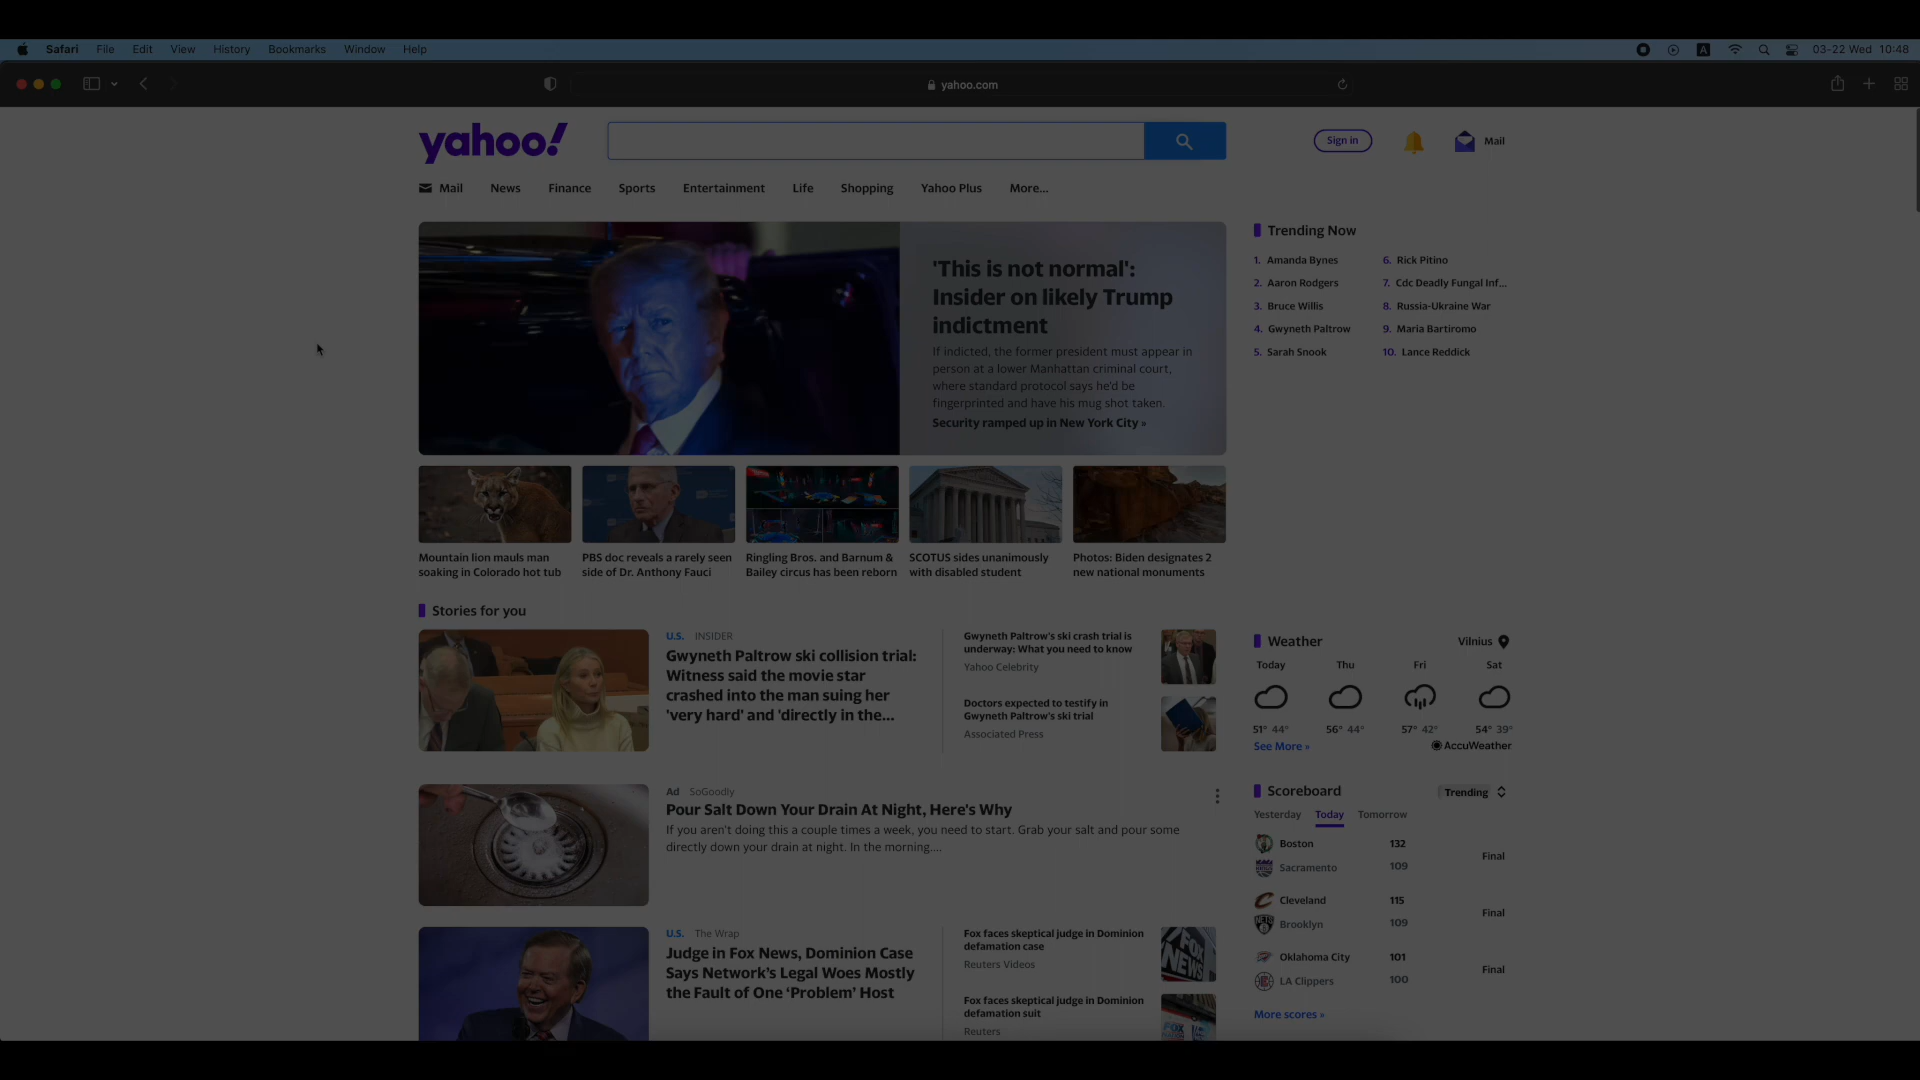 Safari File Edit View History Bookmarks Window Help
A 03-22 Wed 10:48
yahoo.com
yahoo!
Sign in
Mail
Mail News Finance Sports Entertainment Life Shopping Yahoo Plus More...
'This is not normal':
Insider on likely Trump
indictment
If indicted, the former president must appear in
person at a lower Manhattan criminal court,
where standard protocol says he'd be
fingerprinted and have his mug shot taken.
Security ramped up in New York City »
Trending Now
1. Amanda Bynes
2. Aaron Rodgers
3. Bruce Willis
4. Gwyneth Paltrow
5. Sarah Snook
6. Rick Pitino
7. Cdc Deadly Fungal Inf...
8. Russia-Ukraine War
9. Maria Bartiromo
10. Lance Reddick
Mountain lion mauls man
soaking in Colorado hot tub
PBS doc reveals a rarely seen
side of Dr. Anthony Fauci
Ringling Bros. and Barnum &
Bailey circus has been reborn
SCOTUS sides unanimously
with disabled student
Photos: Biden designates 2
new national monuments
Stories for you
U.S. INSIDER
Gwyneth Paltrow ski collision trial:
Witness said the movie star
crashed into the man suing her
'very hard' and 'directly in the...
Gwyneth Paltrow's ski crash trial is
underway: What you need to know
Yahoo Celebrity
Doctors expected to testify in
Gwyneth Paltrow's ski trial
Associated Press
Ad SoGoodly
Pour Salt Down Your Drain At Night, Here's Why
If you aren't doing this a couple times a week, you need to start. Grab your salt and pour some
directly down your drain at night. In the morning....
U.S. The Wrap
Judge in Fox News, Dominion Case
Says Network's Legal Woes Mostly
the Fault of One 'Problem' Host
Fox faces skeptical judge in Dominion
defamation case
Reuters Videos
Fox faces skeptical judge in Dominion
defamation suit
Reuters
FOX
NEWS
FOX
Weather Vilnius
Today Thu Fri Sat
51° 44° 56° 44° 57° 42° 54° 39°
See More » AccuWeather
Scoreboard Trending
Yesterday Today Tomorrow
Boston 132
Sacramento 109
Final
Cleveland 115
Brooklyn 109
Final
Oklahoma City 101
LA Clippers 100
Final
More scores »